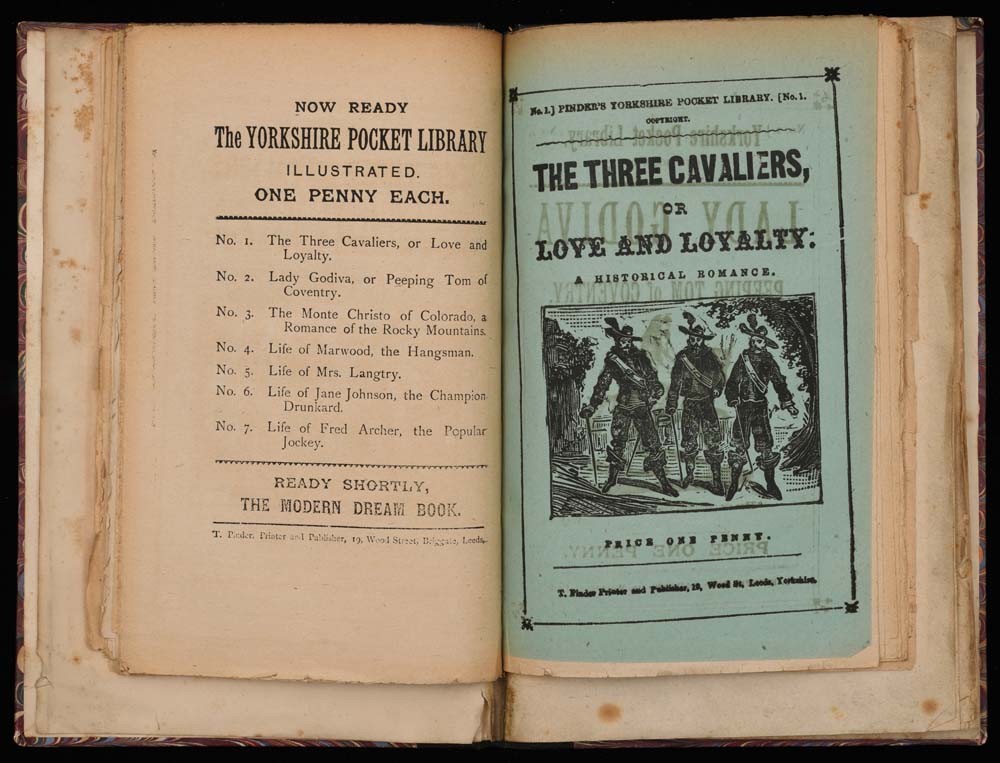 NOW READY
The YORKSHIRE POCKET LIBRARY
ILLUSTRATED.
ONE PENNY EACH.
No. 1. The Three Cavaliers, or Love and
Loyalty.
No. 2. Lady Godiva, or Peeping Tom of
Coventry.
No. 3. The Monte Christo of Colorado, a
Romance of the Rocky Mountains.
No. 4. Life of Marwood, the Hangsman.
No. 5. Life of Mrs. Langtry.
No. 6. Life of Jane Johnson, the Champion
Drunkard.
No. 7. Life of Fred Archer, the Popular
Jockey.
READY SHORTLY,
THE MODERN DREAM BOOK.
T. Pinder, Printer and Publisher, 19, Wood Street, Briggate, Leeds,
No. 1.] PINDER'S YORKSHIRE POCKET LIBRARY. [No. 1.
COPYRIGHT.
THE THREE CAVALIERS,
OR
LOVE AND LOYALTY:
A HISTORICAL ROMANCE.
PRICE ONE PENNY.
T. Pinder Printer and Publisher, 19, Wood St, Leeds, Yorkshire.